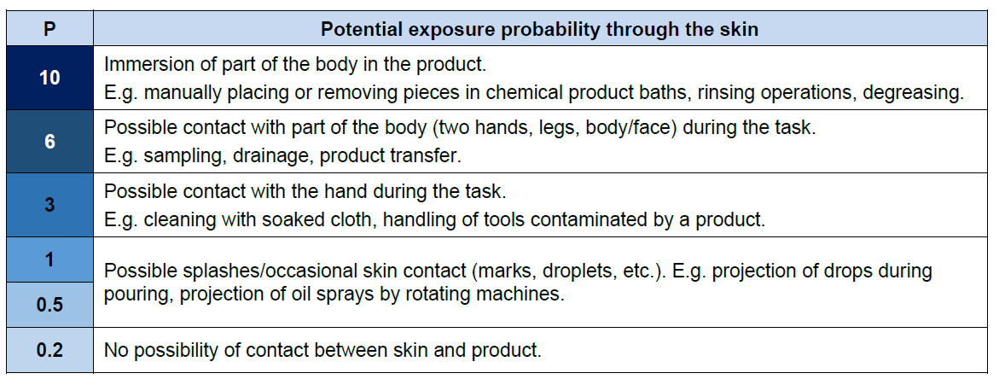 P
Potential exposure probability through the skin
10
Immersion of part of the body in the product.
E.g. manually placing or removing pieces in chemical product baths, rinsing operations, degreasing.
6
Possible contact with part of the body (two hands, legs, body/face) during the task.
E.g. sampling, drainage, product transfer.
3
Possible contact with the hand during the task.
E.g. cleaning with soaked cloth, handling of tools contaminated by a product.
1
0.5
Possible splashes/occasional skin contact (marks, droplets, etc.). E.g. projection of drops during
pouring, projection of oil sprays by rotating machines.
0.2
No possibility of contact between skin and product.